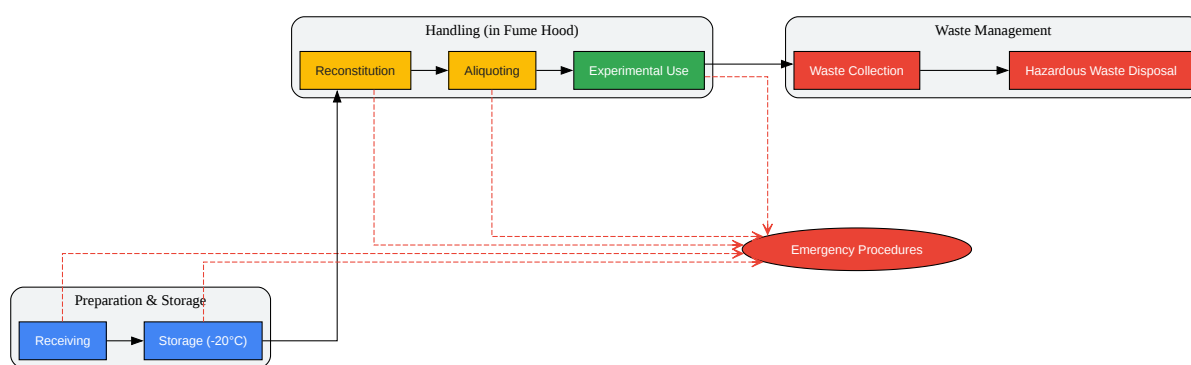 Handling (in Fume Hood)
Reconstitution
Aliquoting
Experimental Use
Waste Management
Waste Collection
Hazardous Waste Disposal
Emergency Procedures
Preparation & Storage
Receiving
Storage (-20°C)